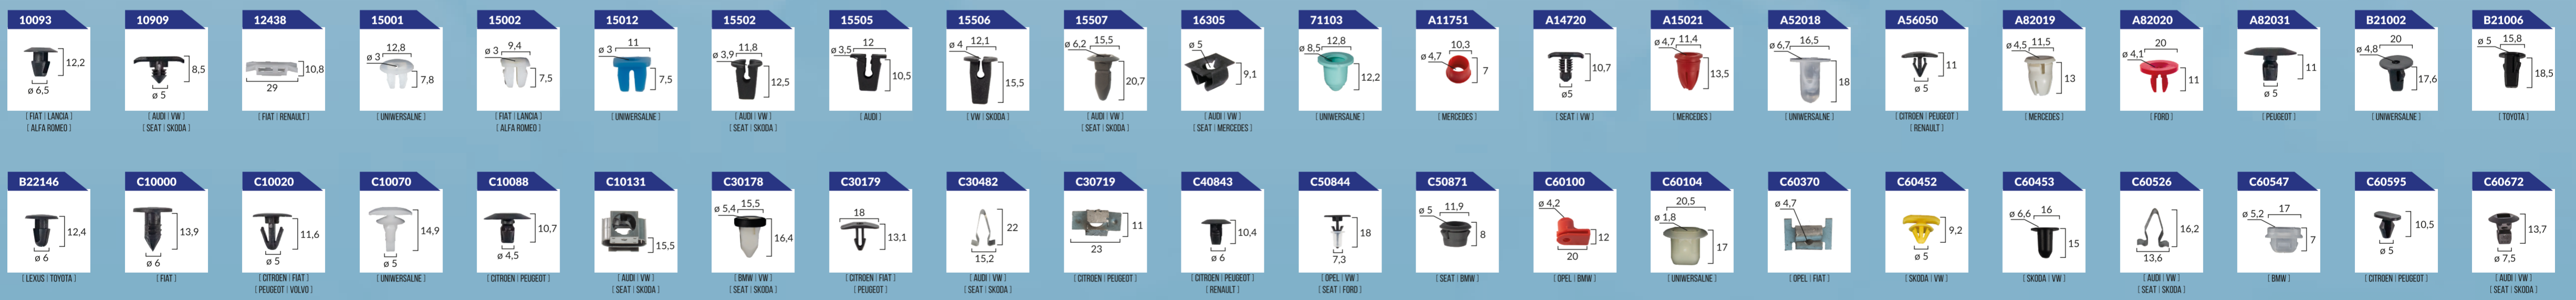 10093 10909 12438 15001 15002 15012 15502 15505 15506 15507 16305 71103 A11751 A14720 A15021 A52018 A56050 A82019 A82020 A82031 B21002 B21006
12,2 ø 6,5
8,5 ø 5
10,8 29
12,8 ø 3 7,8
9,4 ø 3 7,5
11 ø 3 7,5
11,8 ø 3,9 12,5
12 ø 3,5 10,5
12,1 ø 4 15,5
15,5 ø 6,2 20,7
ø 5 9,1
12,8 ø 8,5 12,2
10,3 ø 4,7 7
10,7 ø5
ø 4,7 11,4 13,5
16,5 ø 6,7 18
11 ø 5
ø 4,5 11,5 13
20 ø 4,1 11
11 ø 5
20 ø 4,8 17,6
ø 5 15,8 18,5
[ FIAT | LANCIA ] [ AUDI | VW ] [ FIAT | RENAULT ] [ UNIWERSALNE ] [ FIAT | LANCIA ] [ UNIWERSALNE ] [ AUDI | VW ] [ AUDI ] [ VW | SKODA ] [ AUDI | VW ] [ AUDI | VW ] [ UNIWERSALNE ] [ MERCEDES ] [ SEAT | VW ] [ MERCEDES ] [ UNIWERSALNE ] [ CITROEN | PEUGEOT ] [ MERCEDES ] [ FORD ] [ PEUGEOT ] [ UNIWERSALNE ] [ TOYOTA ]
[ ALFA ROMEO ] [ SEAT | SKODA ] [ ALFA ROMEO ] [ SEAT | SKODA ] [ SEAT | SKODA ] [ SEAT | MERCEDES ] [ RENAULT ]
B22146 C10000 C10020 C10070 C10088 C10131 C30178 C30179 C30482 C30719 C40843 C50844 C50871 C60100 C60104 C60370 C60452 C60453 C60526 C60547 C60595 C60672
12,4 ø 6
13,9 ø 6
11,6 ø 5
14,9 ø 5
10,7 ø 4,5
15,5
ø 5,4 15,5 16,4
18 13,1
22 15,2
11 23
10,4 ø 6
18 7,3
ø 5 11,9 8
ø 4,2 12 20
20,5 ø 1,8 17
ø 4,7
9,2 ø 5
ø 6,6 16 15
16,2 13,6
17 ø 5,2 7
10,5 ø 5
13,7 ø 7,5
[ LEXUS | TOYOTA ] [ FIAT ] [ CITROEN | FIAT ] [ UNIWERSALNE ] [ CITROEN | PEUGEOT ] [ AUDI | VW ] [ BMW | VW ] [ CITROEN | FIAT ] [ AUDI | VW ] [ CITROEN | PEUGEOT ] [ CITROEN | PEUGEOT ] [ OPEL | VW ] [ SEAT | BMW ] [ OPEL | BMW ] [ UNIWERSALNE ] [ OPEL | FIAT ] [ SKODA | VW ] [ SKODA | VW ] [ AUDI | VW ] [ BMW ] [ CITROEN | PEUGEOT ] [ AUDI | VW ]
[ PEUGEOT | VOLVO ] [ SEAT | SKODA ] [ SEAT | SKODA ] [ PEUGEOT ] [ SEAT | SKODA ] [ RENAULT ] [ SEAT | FORD ] [ SEAT | SKODA ] [ SEAT | SKODA ]